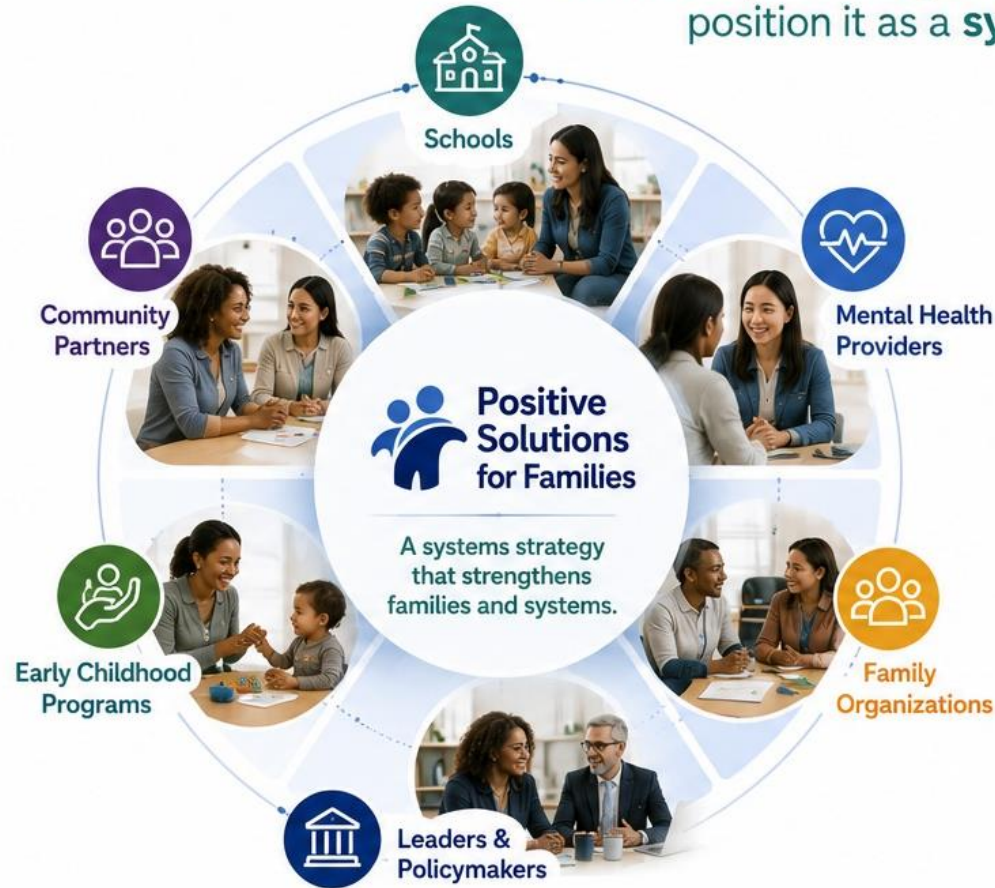 position it as a
Schools
Community
Partners
Mental Health
Providers
Positive
Solutions
for Families
A systems strategy
that strengthens
families and systems.
Early Childhood
Programs
Family
Organizations
Leaders &
Policymakers